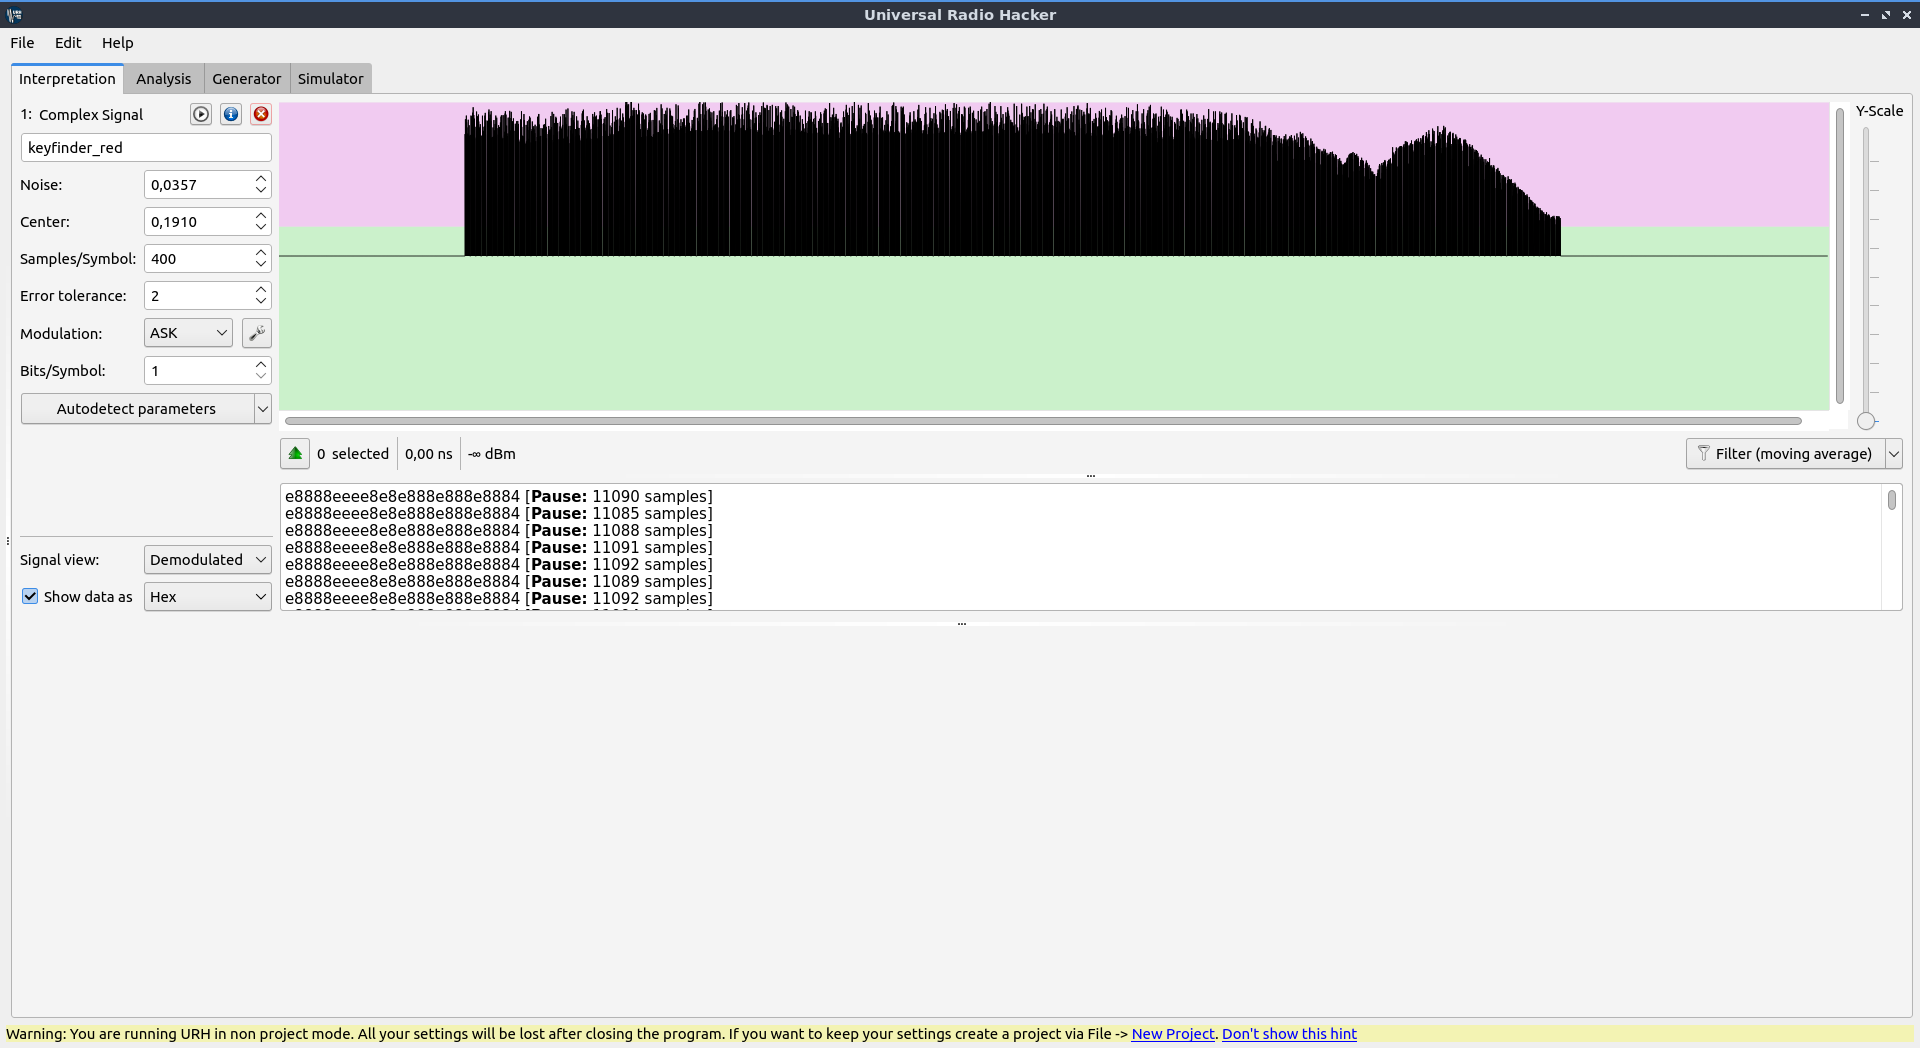 Universal Radio Hacker
File Edit Help
Interpretation Analysis Generator Simulator
1: Complex Signal
Y-Scale
keyfinder_red
Noise: 0,0357
Center: 0,1910
Samples/Symbol: 400
Error tolerance: 2
Modulation: ASK
Bits/Symbol: 1
Autodetect parameters
0 selected 0,00 ns -∞ dBm Filter (moving average)
e8888eeee8e8e888e888e8884 [Pause: 11090 samples]
e8888eeee8e8e888e888e8884 [Pause: 11085 samples]
e8888eeee8e8e888e888e8884 [Pause: 11088 samples]
e8888eeee8e8e888e888e8884 [Pause: 11091 samples]
e8888eeee8e8e888e888e8884 [Pause: 11092 samples]
e8888eeee8e8e888e888e8884 [Pause: 11089 samples]
e8888eeee8e8e888e888e8884 [Pause: 11092 samples]
Signal view: Demodulated
Show data as Hex
Warning: You are running URH in non project mode. All your settings will be lost after closing the program. If you want to keep your settings create a project via File -> New Project. Don't show this hint